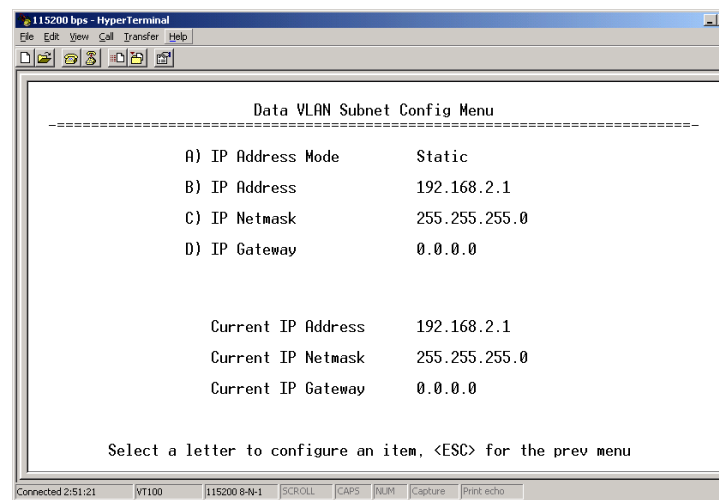 115200 bps - HyperTerminal
File Edit View Call Transfer Help
Data VLAN Subnet Config Menu
-==========================================================================-
A) IP Address Mode Static
B) IP Address 192.168.2.1
C) IP Netmask 255.255.255.0
D) IP Gateway 0.0.0.0
Current IP Address 192.168.2.1
Current IP Netmask 255.255.255.0
Current IP Gateway 0.0.0.0
Select a letter to configure an item, <ESC> for the prev menu
Connected 2:51:21 VT100 115200 8-N-1 SCROLL CAPS NUM Capture Print echo